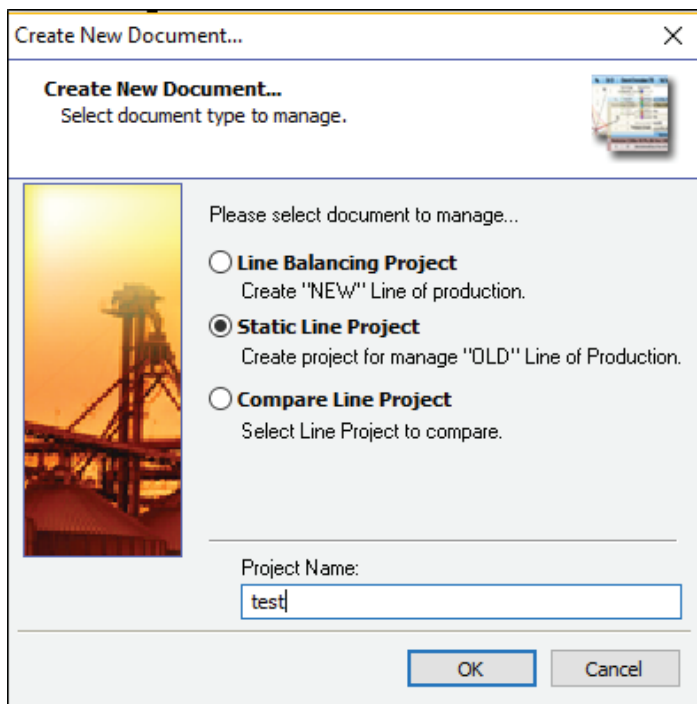 Create New Document...
Create New Document...
Select document type to manage.
Please select document to manage...
Line Balancing Project
Create "NEW" Line of production.
Static Line Project
Create project for manage "OLD" Line of Production.
Compare Line Project
Select Line Project to compare.
Project Name:
test
OK
Cancel